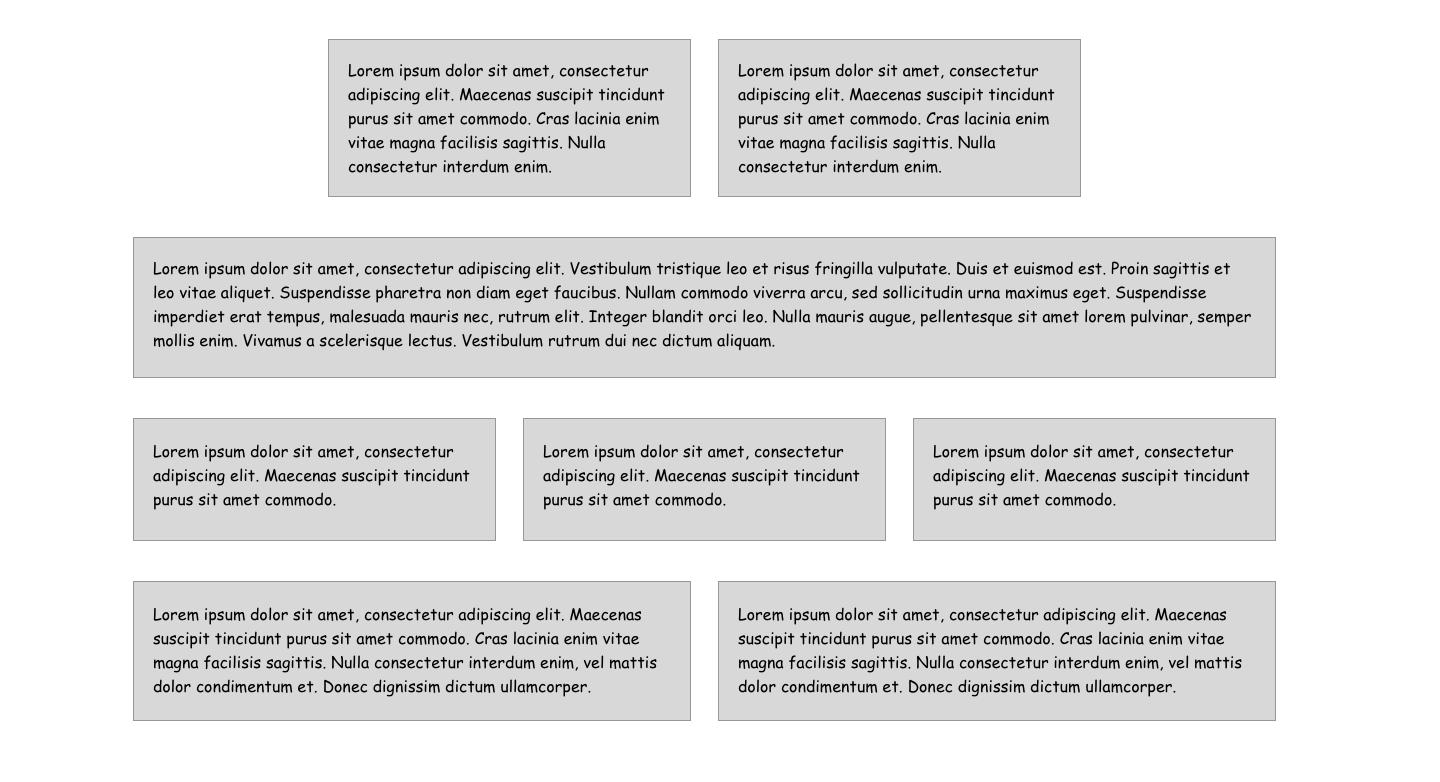 Lorem ipsum dolor sit amet, consectetur
adipiscing elit. Maecenas suscipit tincidunt
purus sit amet commodo. Cras lacinia enim
vitae magna facilisis sagittis. Nulla
consectetur interdum enim.
Lorem ipsum dolor sit amet, consectetur
adipiscing elit. Maecenas suscipit tincidunt
purus sit amet commodo. Cras lacinia enim
vitae magna facilisis sagittis. Nulla
consectetur interdum enim.
Lorem ipsum dolor sit amet, consectetur adipiscing elit. Vestibulum tristique leo et risus fringilla vulputate. Duis et euismod est. Proin sagittis et
leo vitae aliquet. Suspendisse pharetra non diam eget faucibus. Nullam commodo viverra arcu, sed sollicitudin urna maximus eget. Suspendisse
imperdiet erat tempus, malesuada mauris nec, rutrum elit. Integer blandit orci leo. Nulla mauris augue, pellentesque sit amet lorem pulvinar, semper
mollis enim. Vivamus a scelerisque lectus. Vestibulum rutrum dui nec dictum aliquam.
Lorem ipsum dolor sit amet, consectetur
adipiscing elit. Maecenas suscipit tincidunt
purus sit amet commodo.
Lorem ipsum dolor sit amet, consectetur
adipiscing elit. Maecenas suscipit tincidunt
purus sit amet commodo.
Lorem ipsum dolor sit amet, consectetur
adipiscing elit. Maecenas suscipit tincidunt
purus sit amet commodo.
Lorem ipsum dolor sit amet, consectetur adipiscing elit. Maecenas
suscipit tincidunt purus sit amet commodo. Cras lacinia enim vitae
magna facilisis sagittis. Nulla consectetur interdum enim, vel mattis
dolor condimentum et. Donec dignissim dictum ullamcorper.
Lorem ipsum dolor sit amet, consectetur adipiscing elit. Maecenas
suscipit tincidunt purus sit amet commodo. Cras lacinia enim vitae
magna facilisis sagittis. Nulla consectetur interdum enim, vel mattis
dolor condimentum et. Donec dignissim dictum ullamcorper.